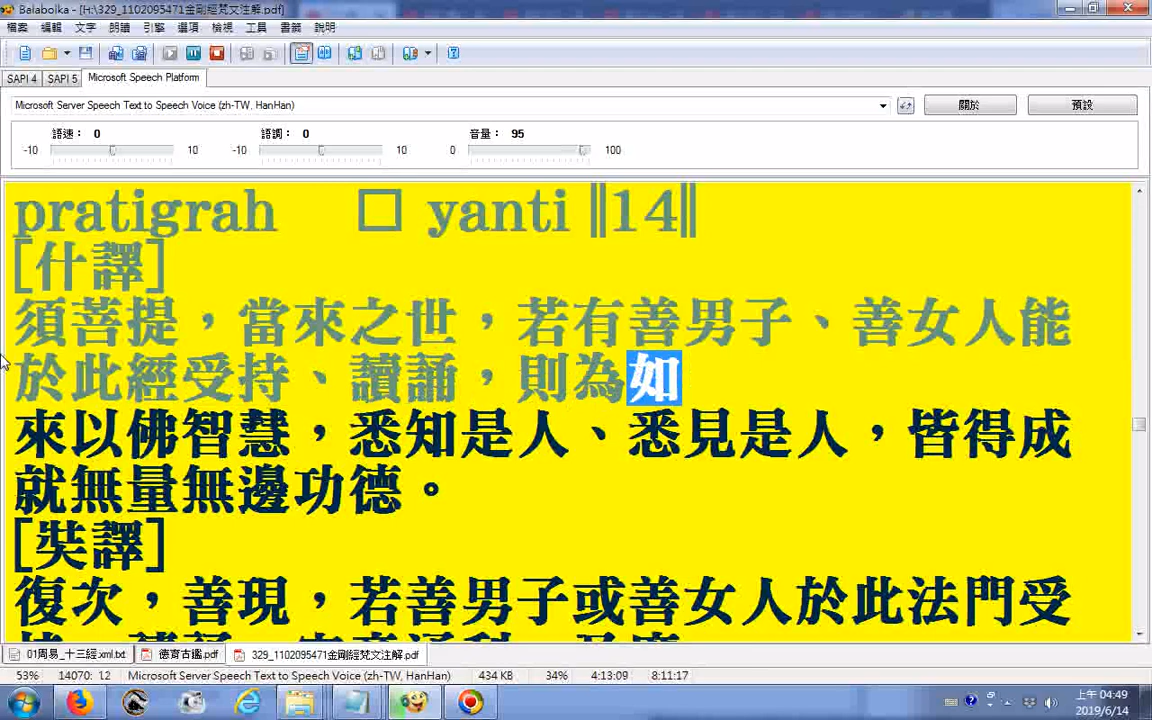 Balabolka - [H:\329_1102095471金剛經梵文注解.pdf]
檔案 編輯 文字 朗讀 引擎 選項 檢視 工具 書籤 說明
SAPI 4 SAPI 5 Microsoft Speech Platform
Microsoft Server Speech Text to Speech Voice (zh-TW, HanHan) 關於 預設
語速： 0 語調： 0 音量： 95
-10 10 -10 10 0 100
pratigrah □ yanti ‖14‖
[什譯]
須菩提，當來之世，若有善男子、善女人能
於此經受持、讀誦，則為如
來以佛智慧，悉知是人、悉見是人，皆得成
就無量無邊功德。
[奘譯]
復次，善現，若善男子或善女人於此法門受
01周易_十三經.xml.txt 德育古鑑.pdf 329_1102095471金剛經梵文注解.pdf
53% 14070: 12 Microsoft Server Speech Text to Speech Voice (zh-TW, HanHan) 434 KB 34% 4:13:09 8:11:17
上午 04:49
2019/6/14